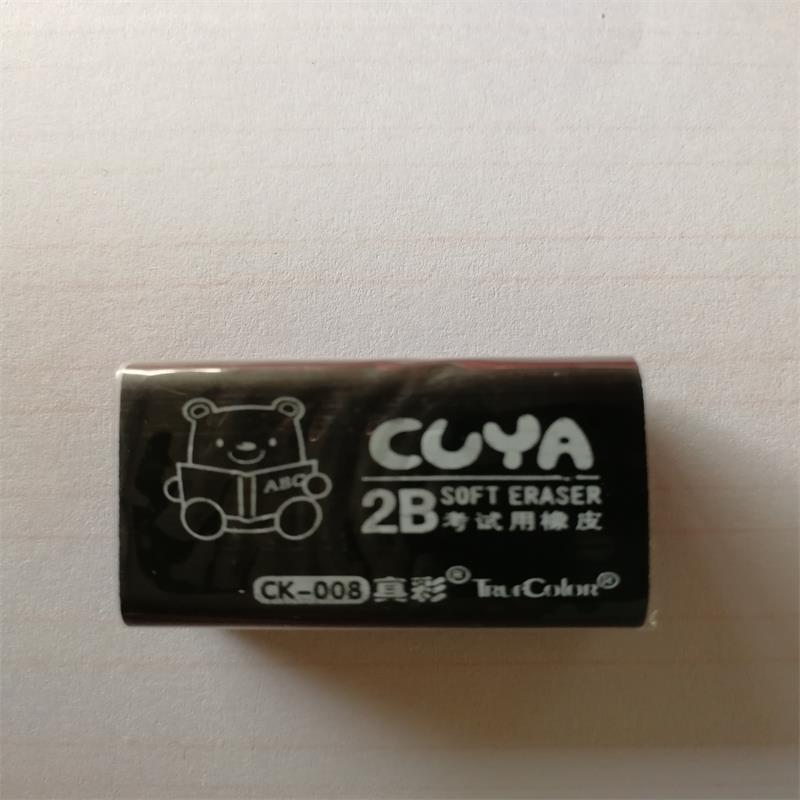 CUYA
ABC
2B SOFT ERASER
考试用橡皮
CK-008 真彩® TrueColor®